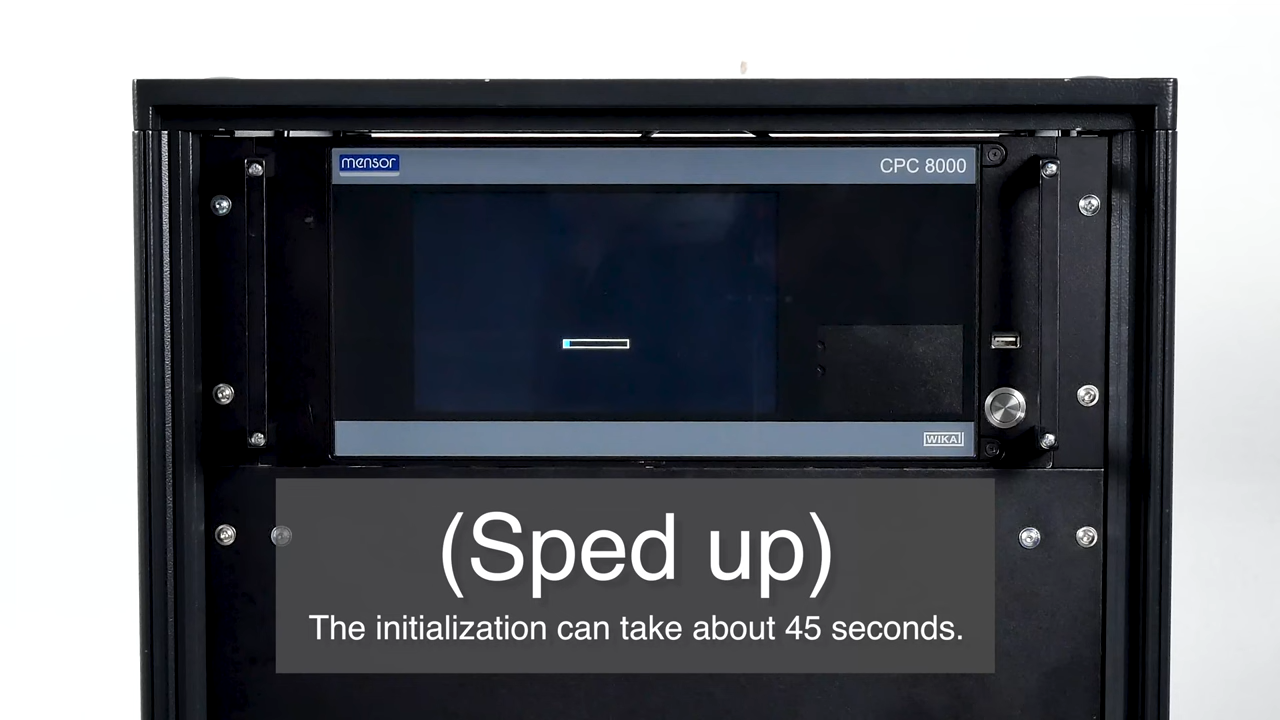 mensor
CPC 8000
WIKA
(Sped up)
The initialization can take about 45 seconds.